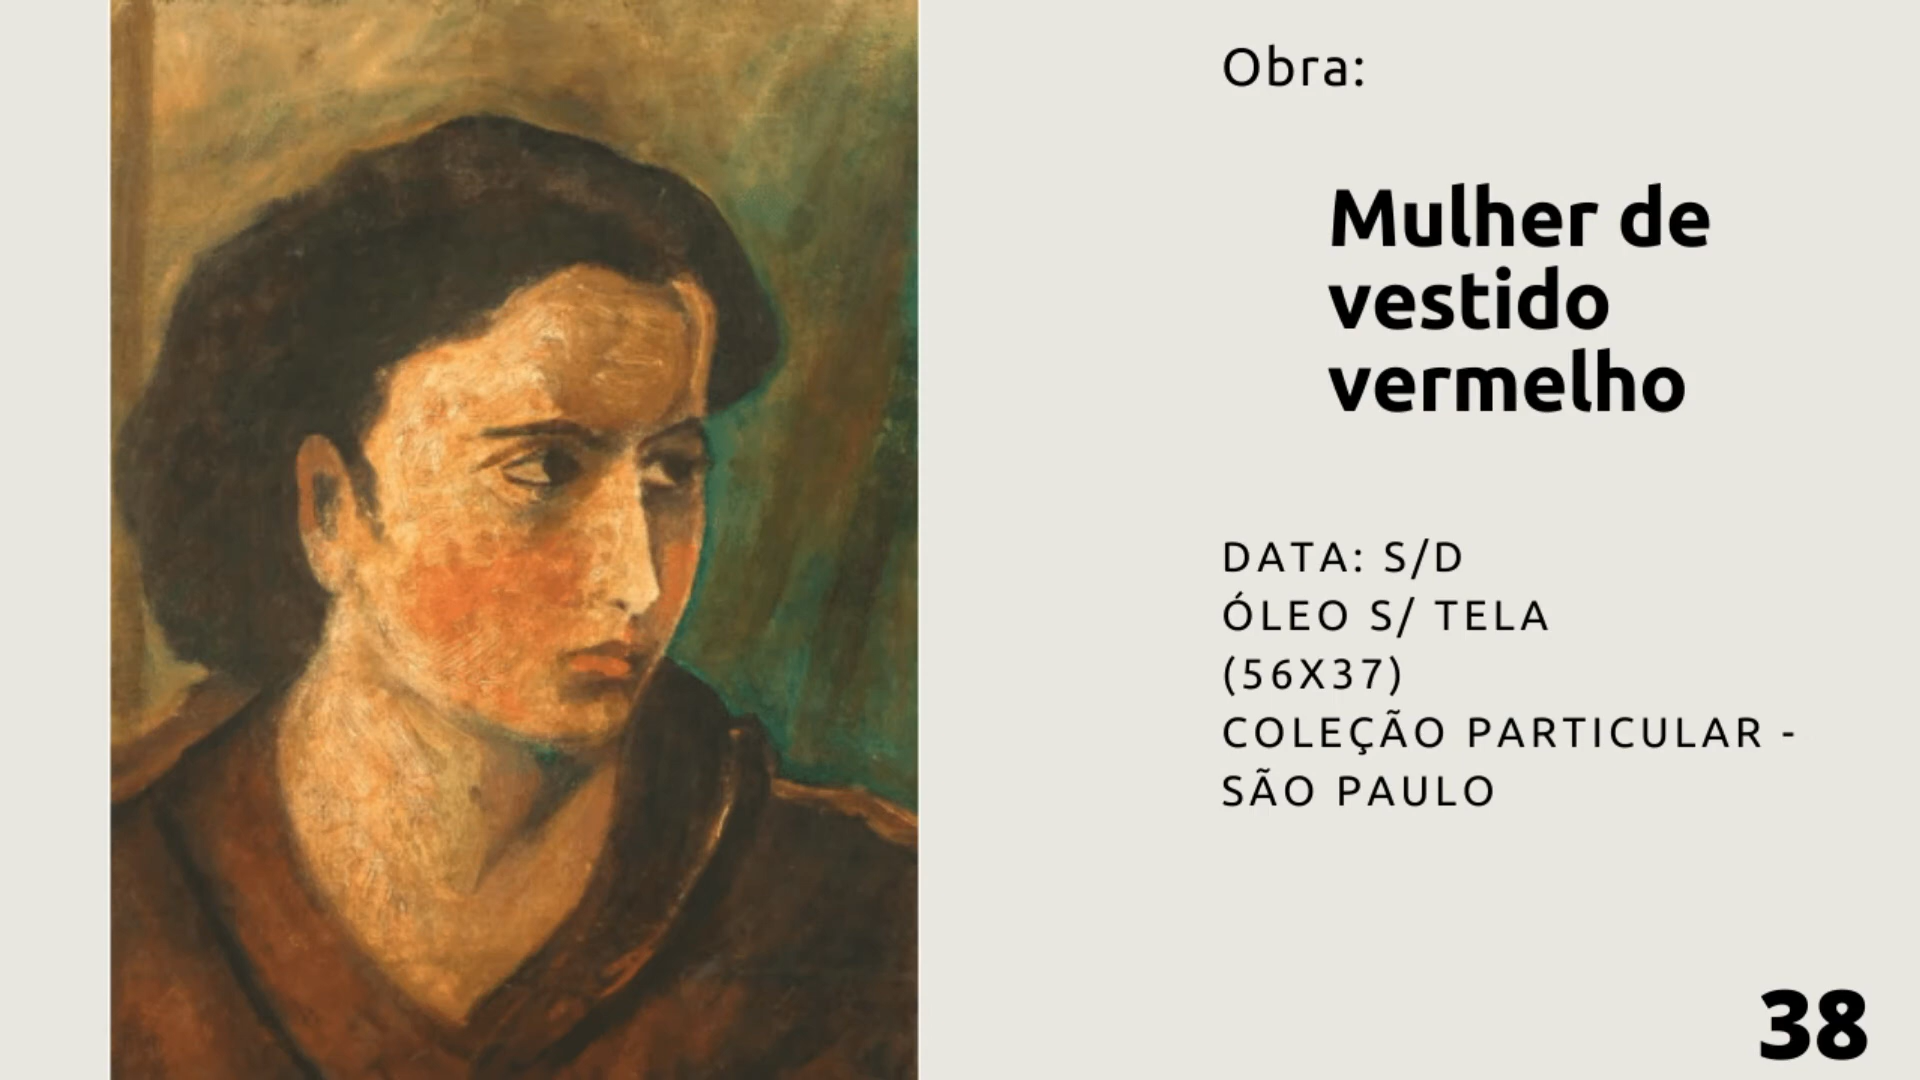 Obra:
Mulher de
vestido
vermelho
DATA: S/D
ÓLEO S/ TELA
(56X37)
COLEÇÃO PARTICULAR -
SÃO PAULO
38